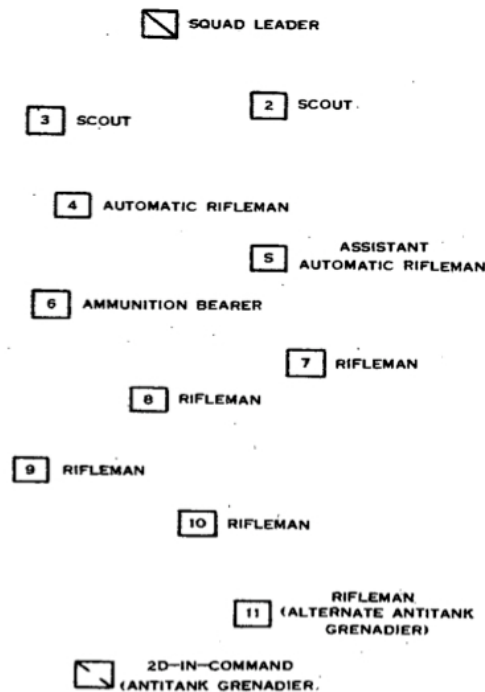 SQUAD LEADER
2 SCOUT
3 SCOUT
4 AUTOMATIC RIFLEMAN
5 ASSISTANT
AUTOMATIC RIFLEMAN
6 AMMUNITION BEARER
7 RIFLEMAN
8 RIFLEMAN
9 RIFLEMAN
10 RIFLEMAN
11 RIFLEMAN
(ALTERNATE ANTITANK
GRENADIER)
2D-IN-COMMAND
(ANTITANK GRENADIER.